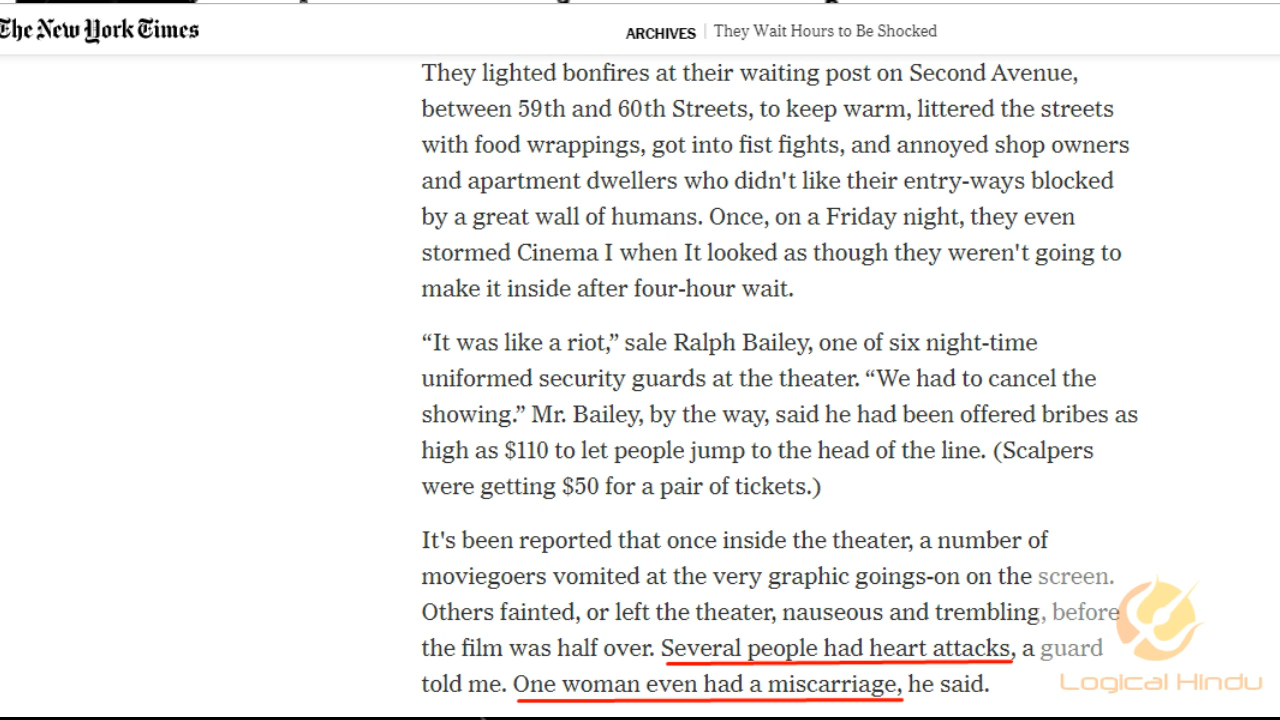 The New York Times
ARCHIVES | They Wait Hours to Be Shocked
They lighted bonfires at their waiting post on Second Avenue,
between 59th and 60th Streets, to keep warm, littered the streets
with food wrappings, got into fist fights, and annoyed shop owners
and apartment dwellers who didn't like their entry-ways blocked
by a great wall of humans. Once, on a Friday night, they even
stormed Cinema I when It looked as though they weren't going to
make it inside after four-hour wait.
“It was like a riot,” sale Ralph Bailey, one of six night-time
uniformed security guards at the theater. “We had to cancel the
showing.” Mr. Bailey, by the way, said he had been offered bribes as
high as $110 to let people jump to the head of the line. (Scalpers
were getting $50 for a pair of tickets.)
It's been reported that once inside the theater, a number of
moviegoers vomited at the very graphic goings-on on the screen.
Others fainted, or left the theater, nauseous and trembling, before
the film was half over. Several people had heart attacks, a guard
told me. One woman even had a miscarriage, he said.
Logical Hindu